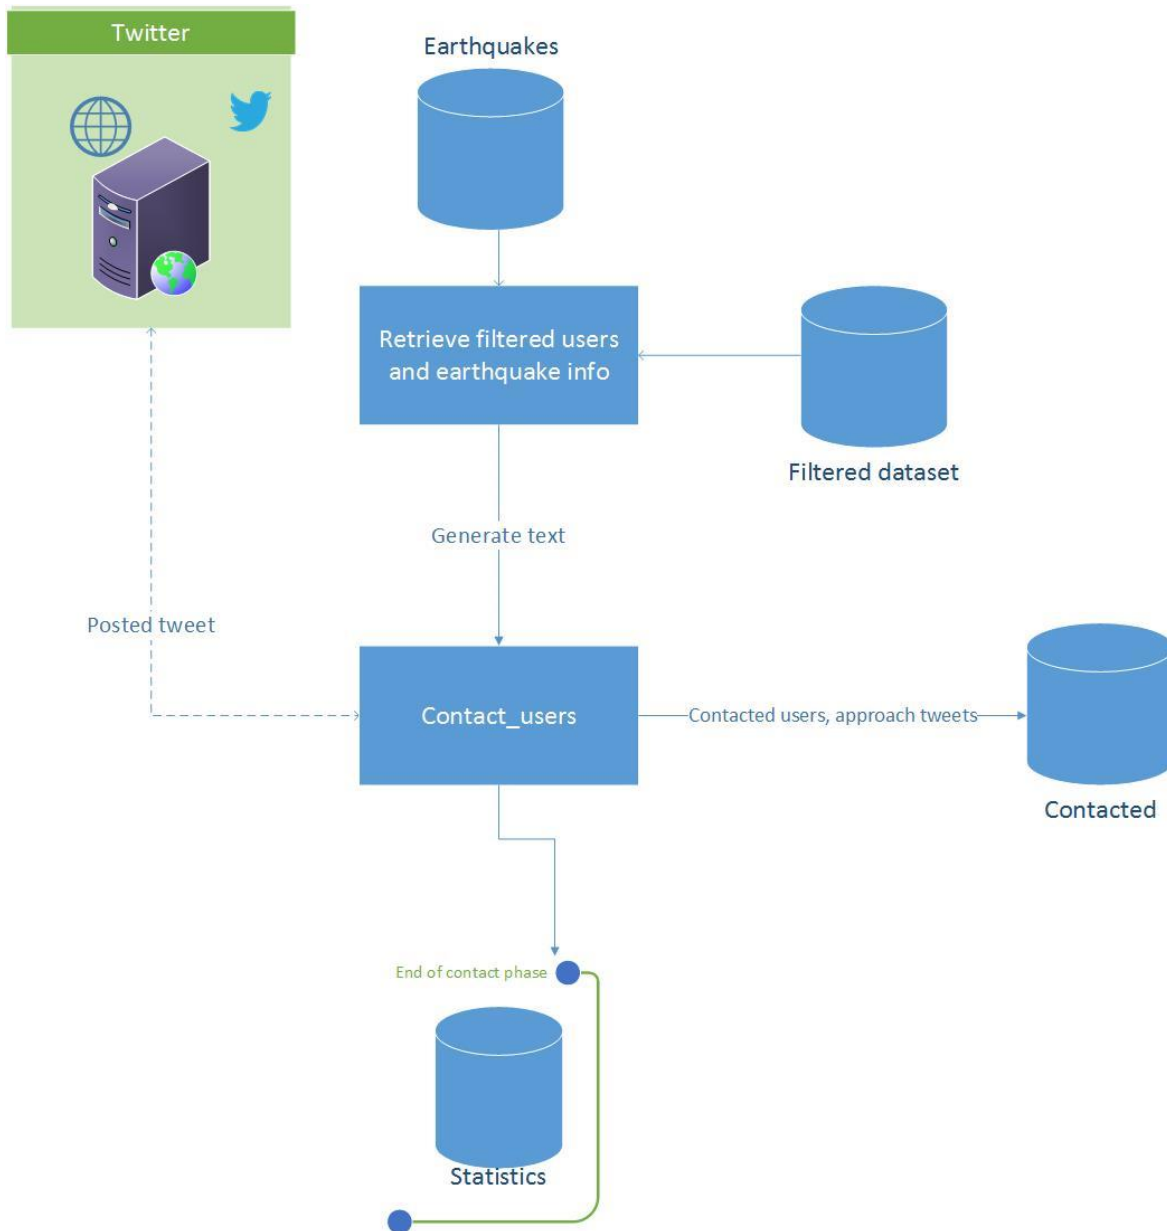 Twitter
Earthquakes
Retrieve filtered users
and earthquake info
Filtered dataset
Generate text
Posted tweet
Contact_users
Contacted users, approach tweets
Contacted
End of contact phase
Statistics